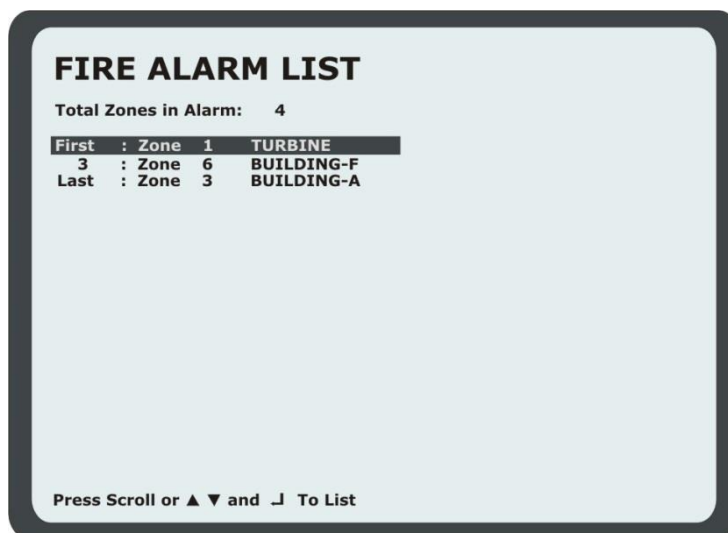 FIRE ALARM LIST
Total Zones in Alarm: 4
First : Zone 1 TURBINE
3 : Zone 6 BUILDING-F
Last : Zone 3 BUILDING-A
Press Scroll or ▲ ▼ and ↵ To List